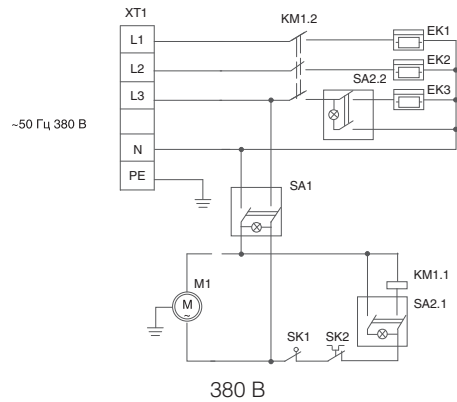 XT1
KM1.2
L1
EK1
L2
EK2
SA2.2
L3
EK3
~50 Гц 380 В
N
PE
SA1
M1
KM1.1
M
~
SA2.1
SK1
SK2
380 В